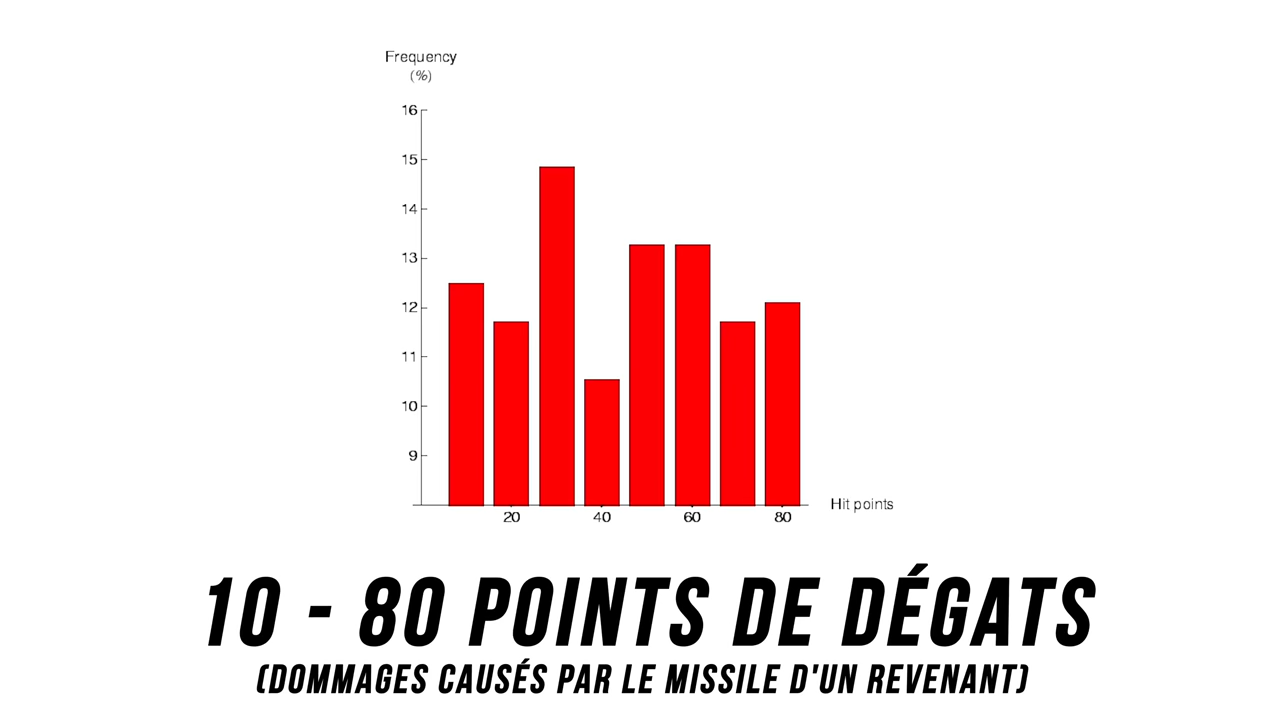 Frequency
(%)
16
15
14
13
12
11
10
9
20 40 60 80
Hit points
10 - 80 POINTS DE DÉGATS
(DOMMAGES CAUSÉS PAR LE MISSILE D'UN REVENANT)